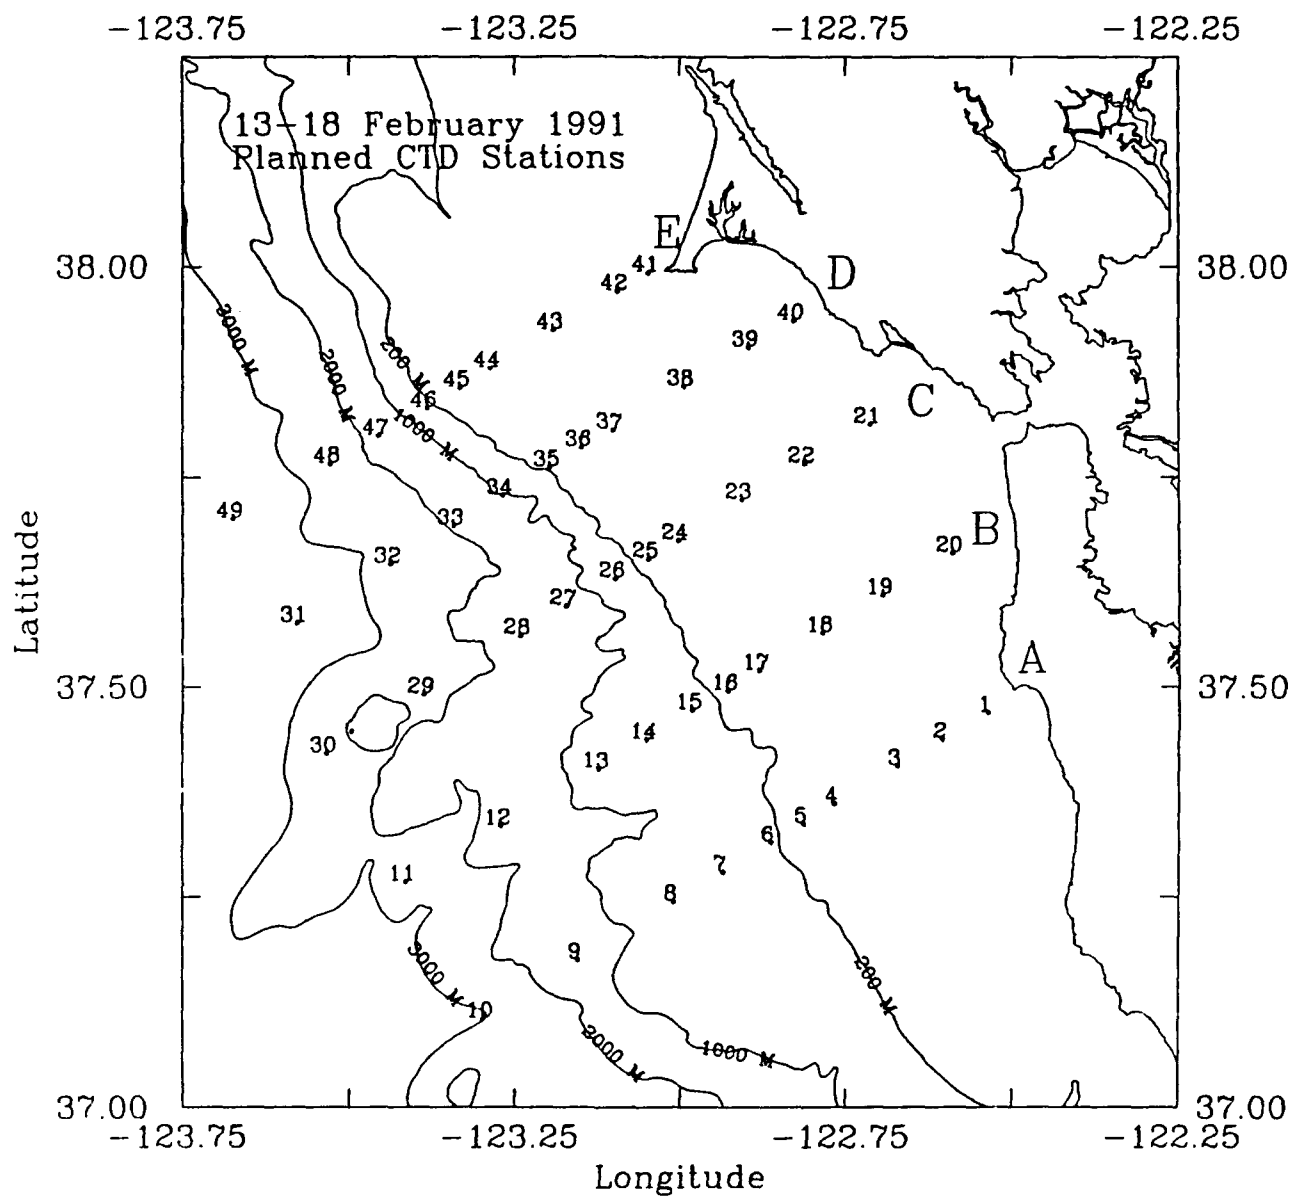 -123.75 -123.25 -122.75 -122.25
13-18 February 1991
Planned CTD Stations
E
38.00 41 D 38.00
42
43 40
3000 M 39
200 M 44
2000 M 45 38
46 C
47 1000 M 37 21
48 36
35 22
34 23
49 33 B
24 20
32 25
26
27 19
31 28 18
17 A
37.50 29 16 37.50
15 1
30 14 2
13 3
4
12 5
6
7
11 8
9
3000 M 200 M
10
2000 M 1000 M
37.00 37.00
-123.75 -123.25 -122.75 -122.25
Longitude
Latitude